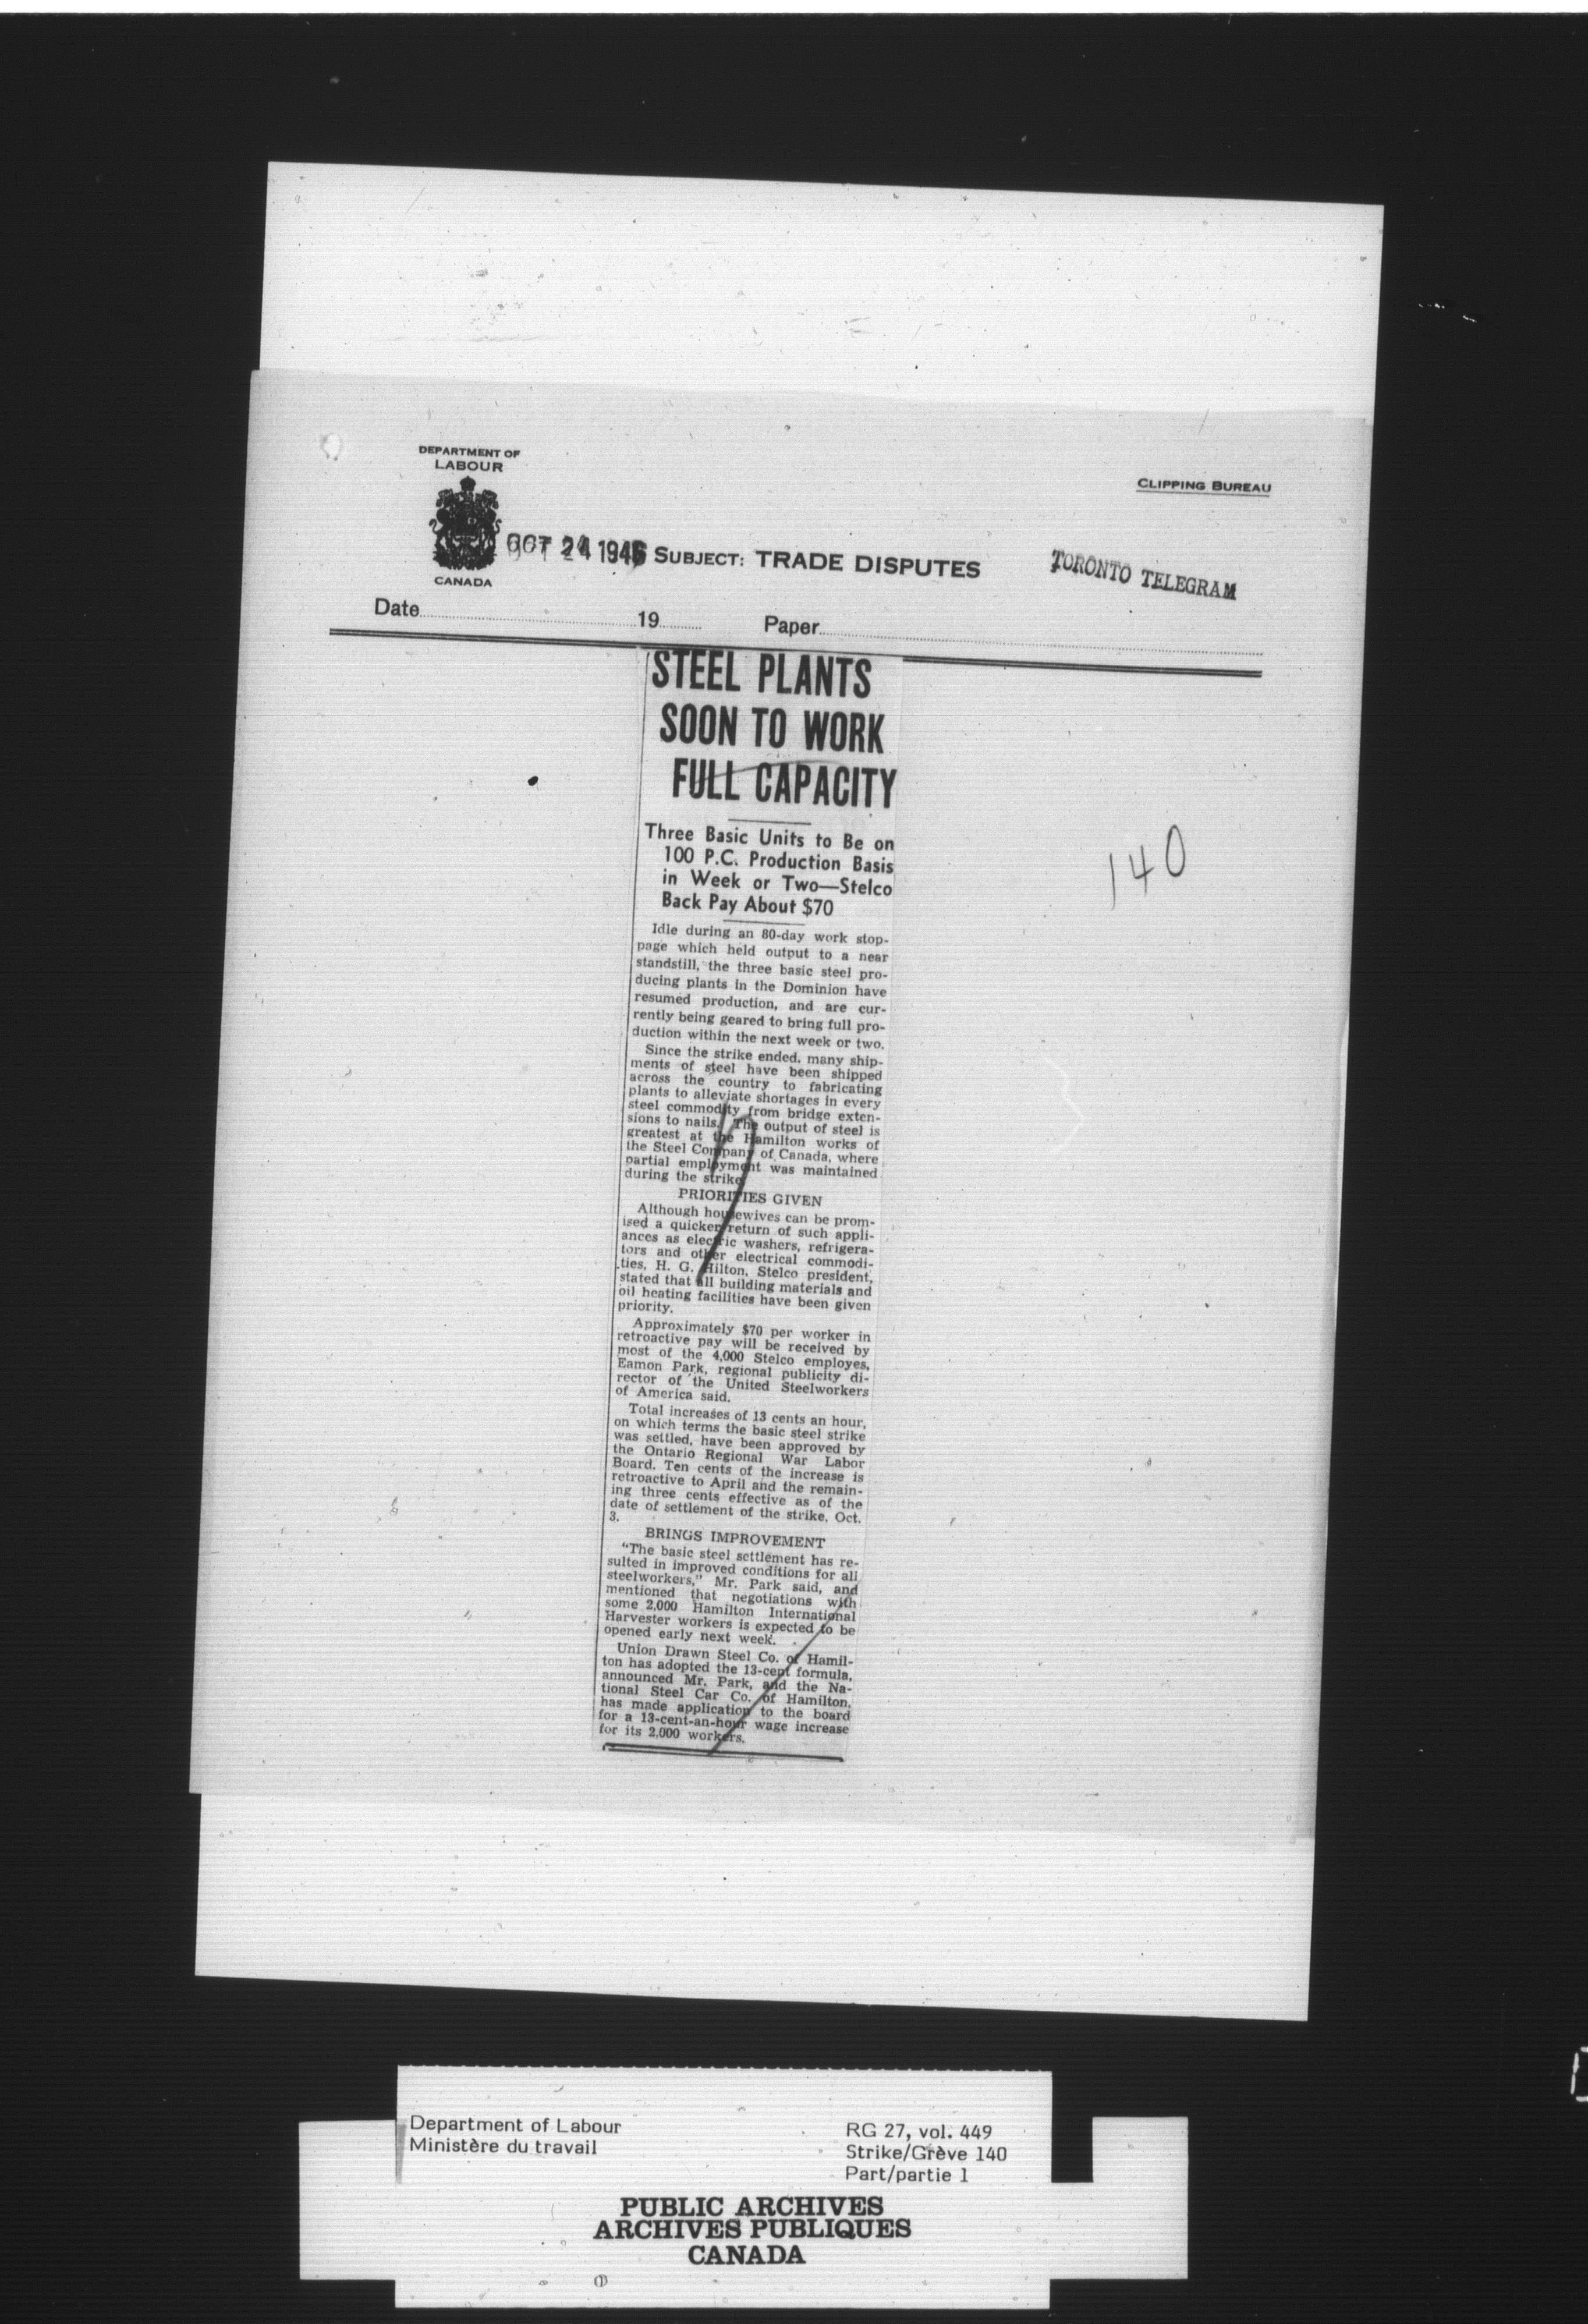 DEPARTMENT OF
LABOUR
CANADA
CLIPPING BUREAU
OCT 24 1946 SUBJECT: TRADE DISPUTES
TORONTO TELEGRAM
Date 19 Paper
STEEL PLANTS
SOON TO WORK
FULL CAPACITY
Three Basic Units to Be on
100 P.C. Production Basis
in Week or Two—Stelco
Back Pay About $70
140
Idle during an 80-day work stop-
page which held output to a near
standstill, the three basic steel pro-
ducing plants in the Dominion have
resumed production, and are cur-
rently being geared to bring full pro-
duction within the next week or two.
Since the strike ended, many ship-
ments of steel have been shipped
across the country to fabricating
plants to alleviate shortages in every
steel commodity from bridge exten-
sions to nails. The output of steel is
greatest at the Hamilton works of
the Steel Company of Canada, where
partial employment was maintained
during the strike
PRIORITIES GIVEN
Although housewives can be prom-
ised a quicker return of such appli-
ances as electric washers, refrigera-
tors and other electrical commodi-
ties, H. G. Hilton, Stelco president,
stated that all building materials and
oil heating facilities have been given
priority.
Approximately $70 per worker in
retroactive pay will be received by
most of the 4,000 Stelco employes,
Eamon Park, regional publicity di-
rector of the United Steelworkers
of America said.
Total increases of 13 cents an hour,
on which terms the basic steel strike
was settled, have been approved by
the Ontario Regional War Labor
Board. Ten cents of the increase is
retroactive to April and the remain-
ing three cents effective as of the
date of settlement of the strike, Oct.
3.
BRINGS IMPROVEMENT
"The basic steel settlement has re-
sulted in improved conditions for all
steelworkers," Mr. Park said, and
mentioned that negotiations with
some 2,000 Hamilton International
Harvester workers is expected to be
opened early next week.
Union Drawn Steel Co. of Hamil-
ton has adopted the 13-cent formula,
announced Mr. Park, and the Na-
tional Steel Car Co. of Hamilton,
has made application to the board
for a 13-cent-an-hour wage increase
for its 2,000 workers.
Department of Labour
Ministère du travail
RG 27, vol. 449
Strike/Grève 140
Part/partie 1
PUBLIC ARCHIVES
ARCHIVES PUBLIQUES
CANADA